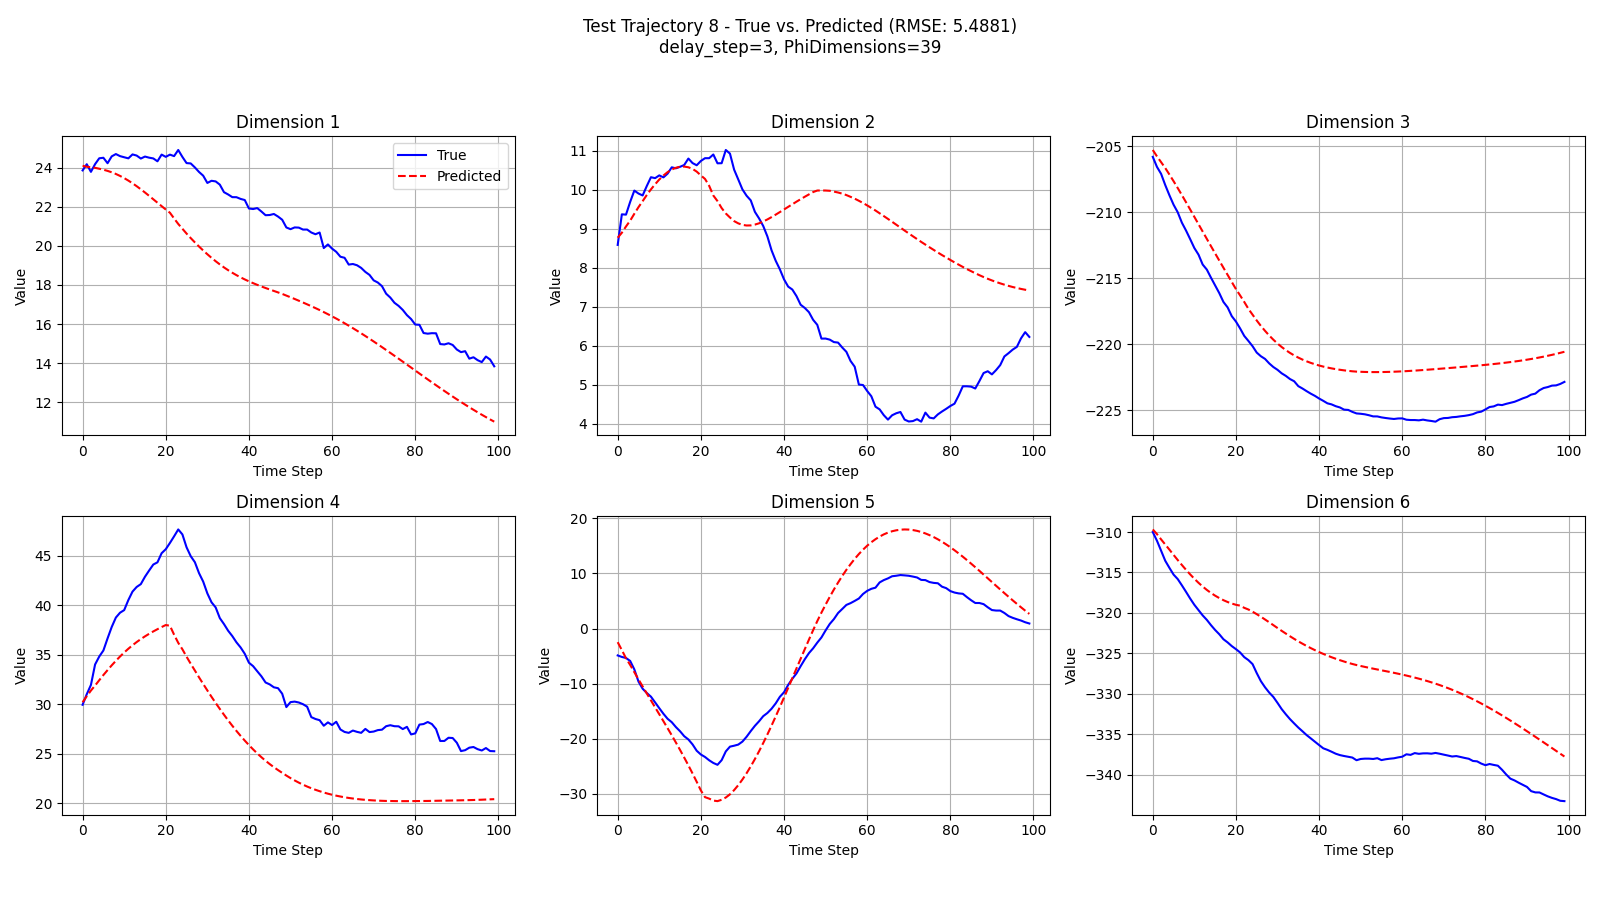 Test Trajectory 8 - True vs. Predicted (RMSE: 5.4881)
delay_step=3, PhiDimensions=39
Dimension 1
Value
24
22
20
18
16
14
12
0 20 40 60 80 100
Time Step
True
Predicted
Dimension 2
Value
11
10
9
8
7
6
5
4
0 20 40 60 80 100
Time Step
Dimension 3
Value
−205
−210
−215
−220
−225
0 20 40 60 80 100
Time Step
Dimension 4
Value
45
40
35
30
25
20
0 20 40 60 80 100
Time Step
Dimension 5
Value
20
10
0
−10
−20
−30
0 20 40 60 80 100
Time Step
Dimension 6
Value
−310
−315
−320
−325
−330
−335
−340
0 20 40 60 80 100
Time Step